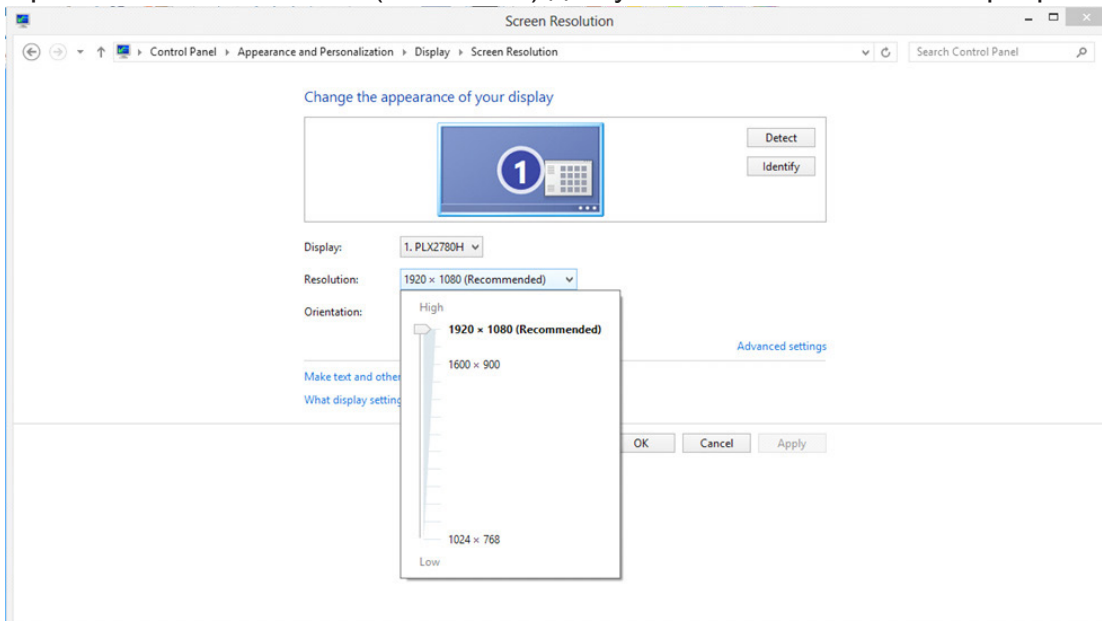 Screen Resolution
Control Panel ▸ Appearance and Personalization ▸ Display ▸ Screen Resolution
Search Control Panel
Change the appearance of your display
1
Detect
Identify
Display: 1. PLX2780H
Resolution: 1920 × 1080 (Recommended)
Orientation:
High
1920 × 1080 (Recommended)
Advanced settings
1600 × 900
Make text and other
What display
OK Cancel Apply
1024 × 768
Low